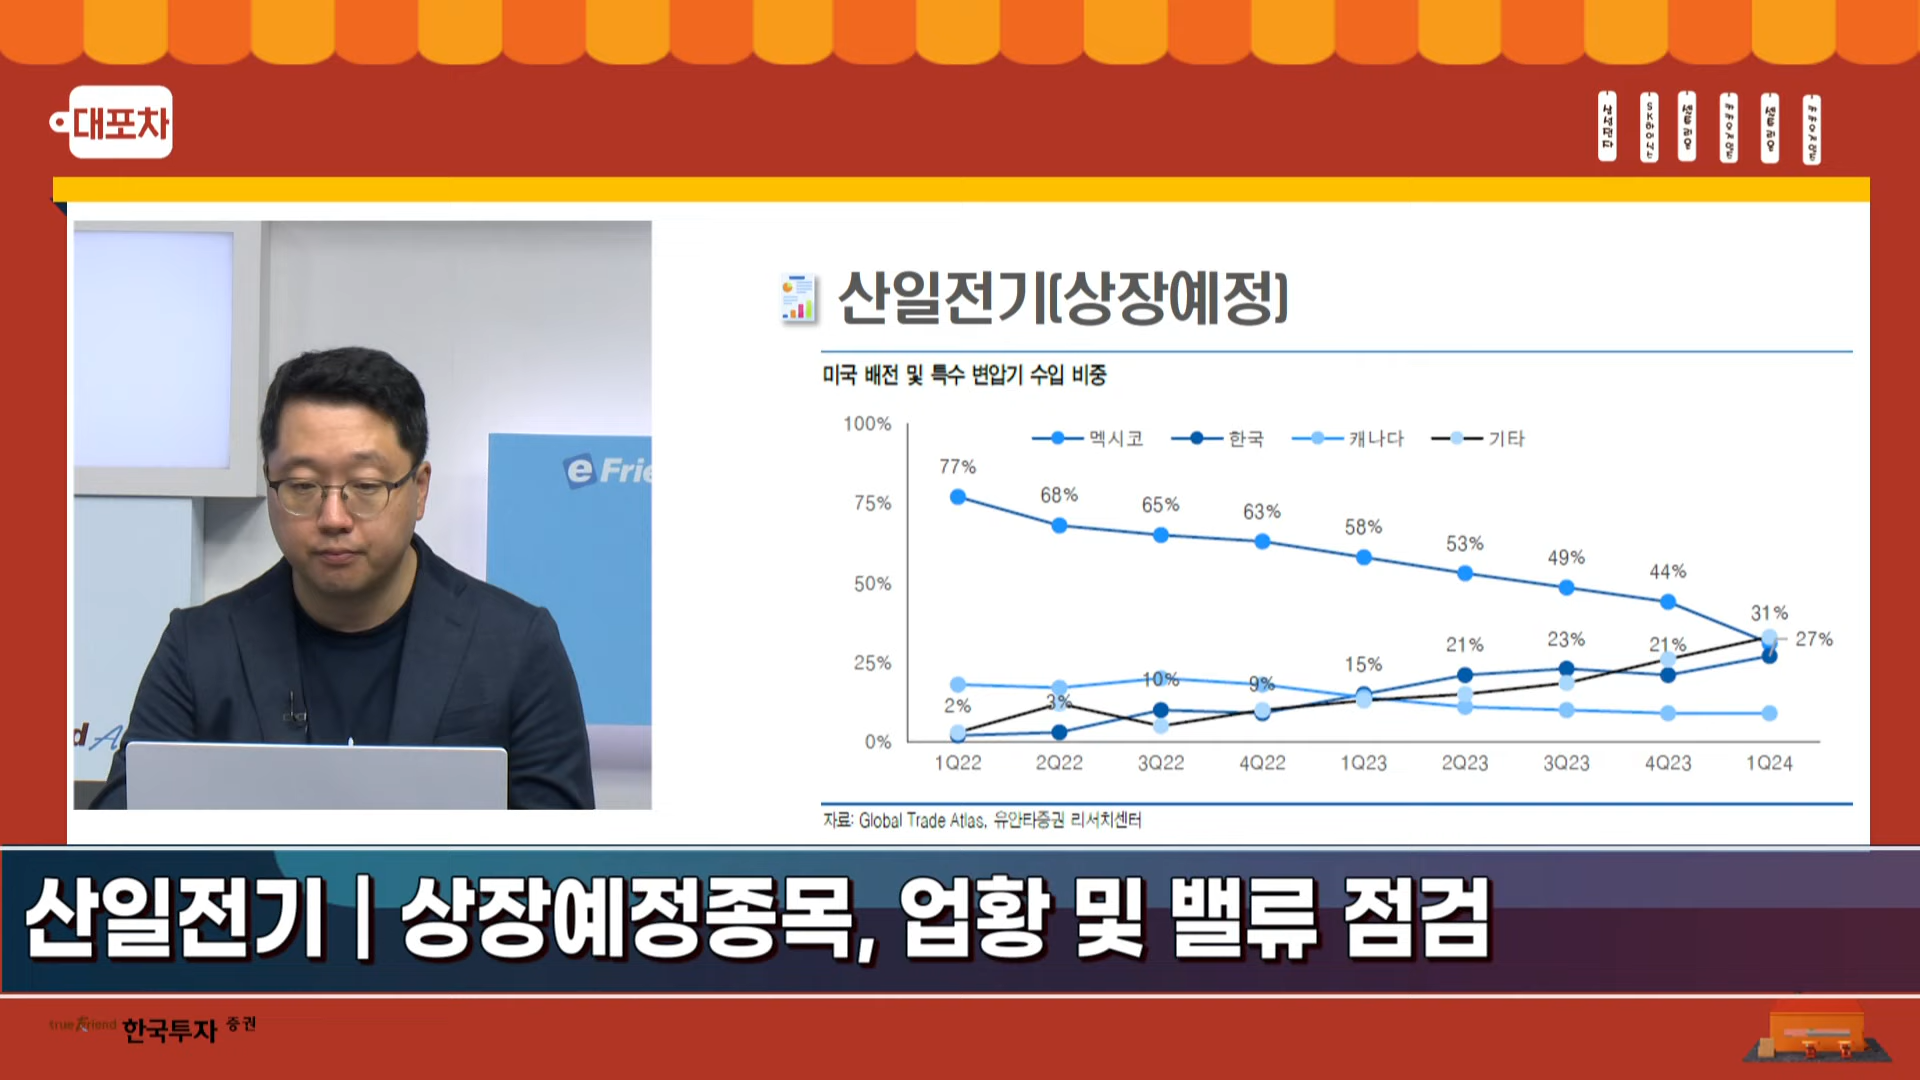 대포차
산일전기(상장예정)
미국 배전 및 특수 변압기 수입 비중
멕시코 한국 캐나다 기타
100%
75%
50%
25%
0%
77%
68%
65%
63%
58%
53%
49%
44%
31%
27%
2%
3%
10%
9%
15%
21%
23%
21%
1Q22 2Q22 3Q22 4Q22 1Q23 2Q23 3Q23 4Q23 1Q24
자료: Global Trade Atlas, 유안타증권 리서치센터
e Frie
d A
산일전기 | 상장예정종목, 업황 및 밸류 점검
true Friend 한국투자 증권